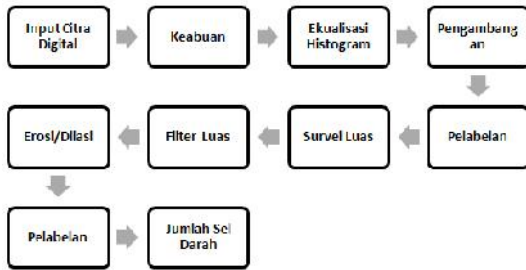 Input Citra
Digital
Keabuan
Ekualisasi
Histogram
Pengambang
an
Pelabelan
Survei Luas
Filter Luas
Erosi/Dilasi
Pelabelan
Jumlah Sel
Darah